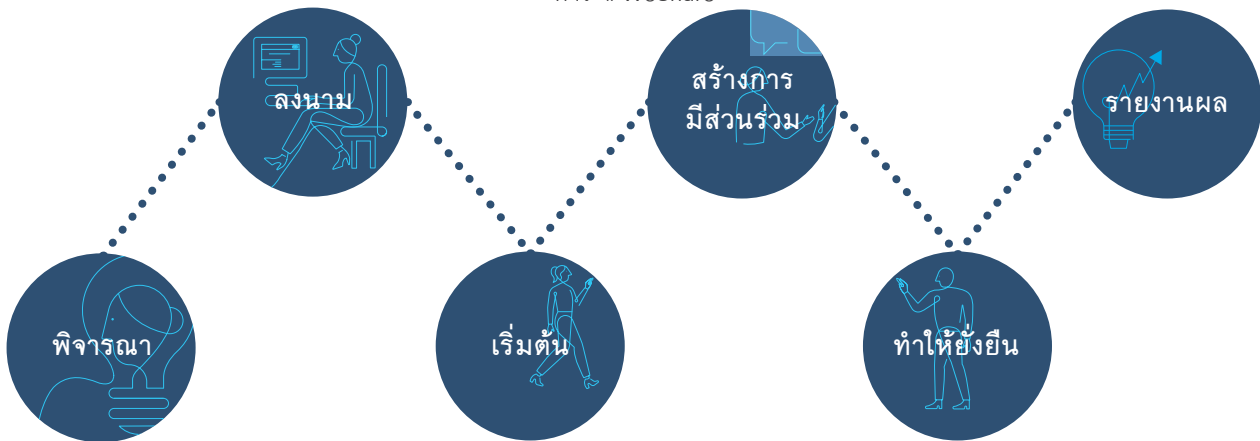 พิจารณา
ลงนาม
เริ่มต้น
สร้างการ
มีส่วนร่วม
ทำให้ยั่งยืน
รายงานผล